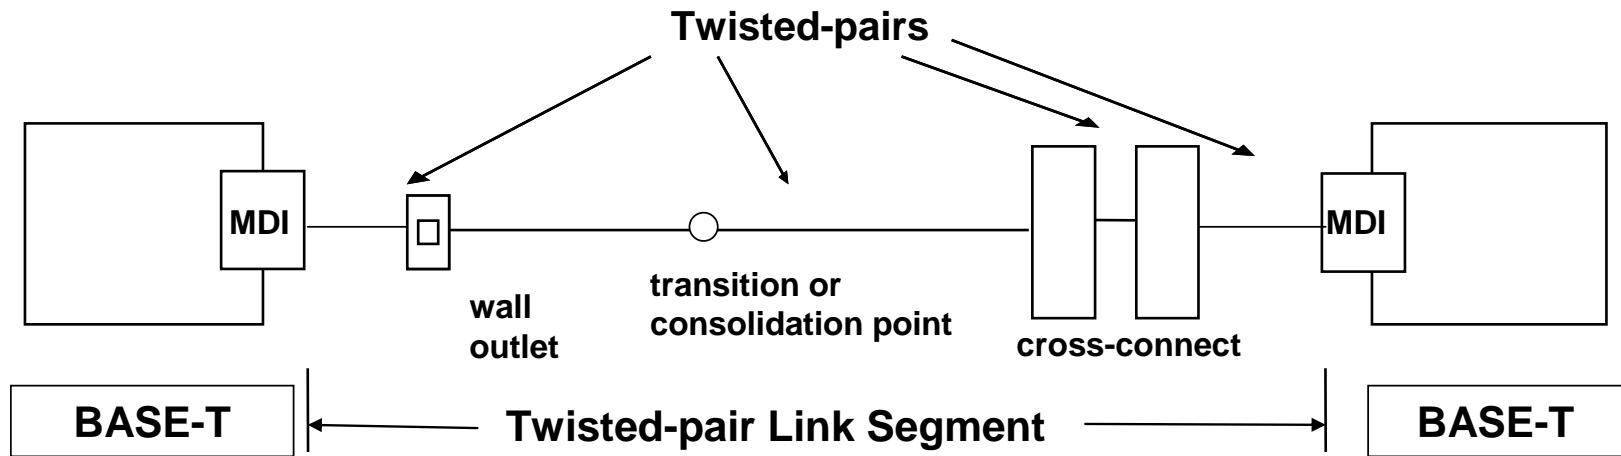 Twisted-pairs
MDI
MDI
wall
outlet
transition or
consolidation point
cross-connect
BASE-T
Twisted-pair Link Segment
BASE-T